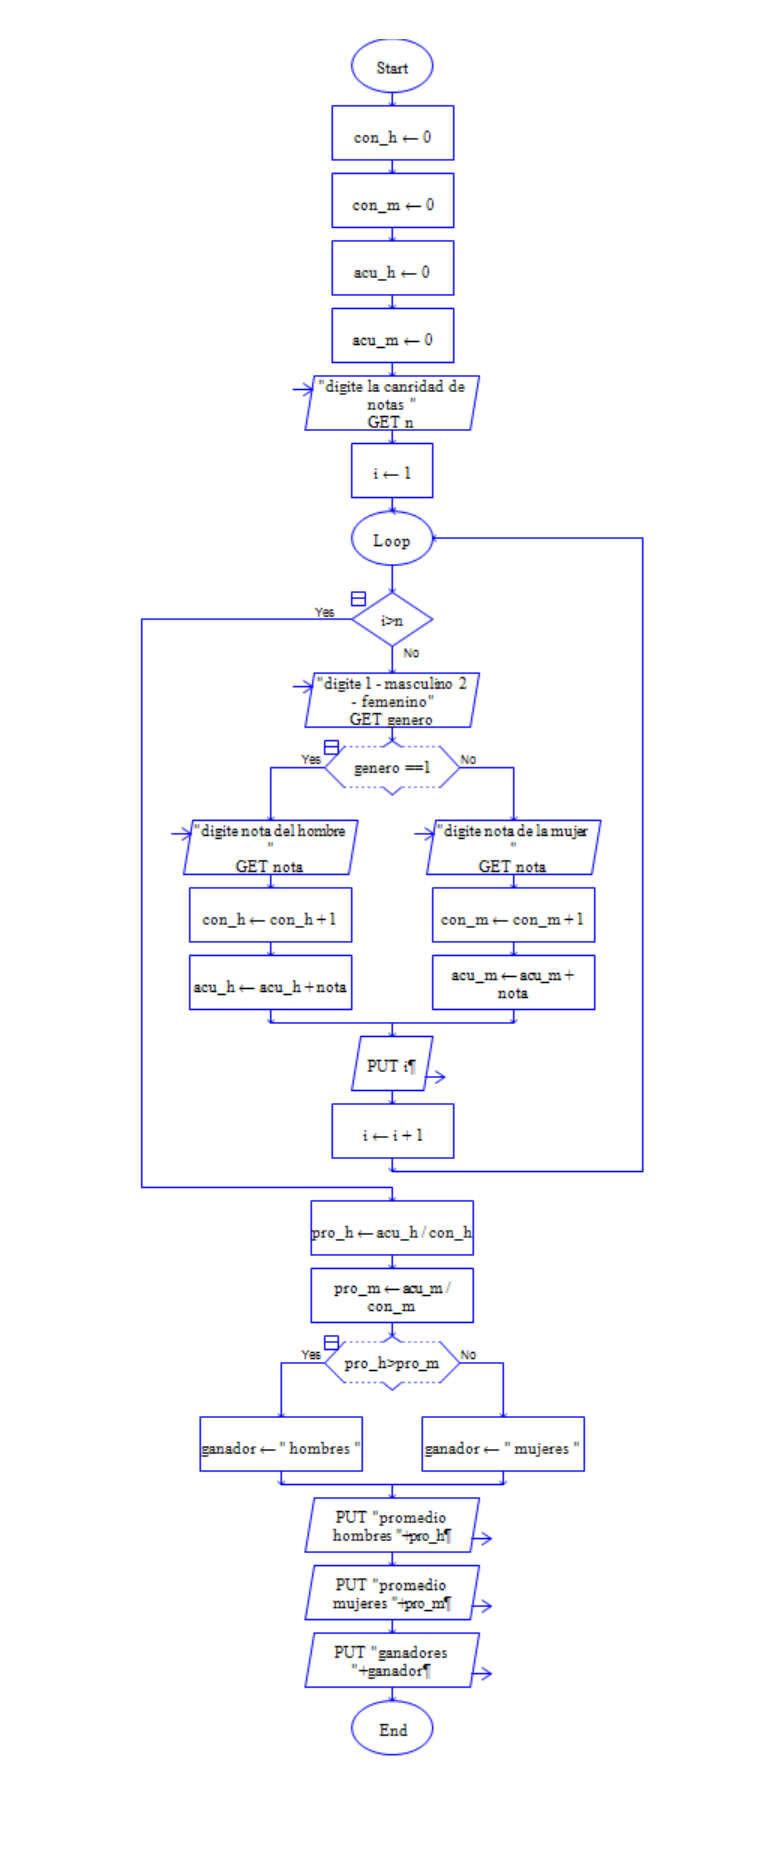 Start
con_h ← 0
con_m ← 0
acu_h ← 0
acu_m ← 0
"digite la canridad de
notas "
GET n
i ← 1
Loop
i>n
Yes
No
"digite 1 - masculino 2
- femenino"
GET genero
genero ==1
Yes
No
"digite nota del hombre
"
GET nota
con_h ← con_h + 1
acu_h ← acu_h + nota
"digite nota de la mujer
"
GET nota
con_m ← con_m + 1
acu_m ← acu_m +
nota
PUT i¶
i ← i + 1
pro_h ← acu_h / con_h
pro_m ← acu_m /
con_m
pro_h>pro_m
Yes
No
ganador ← " hombres "
ganador ← " mujeres "
PUT "promedio
hombres "+pro_h¶
PUT "promedio
mujeres "+pro_m¶
PUT "ganadores
"+ganador¶
End